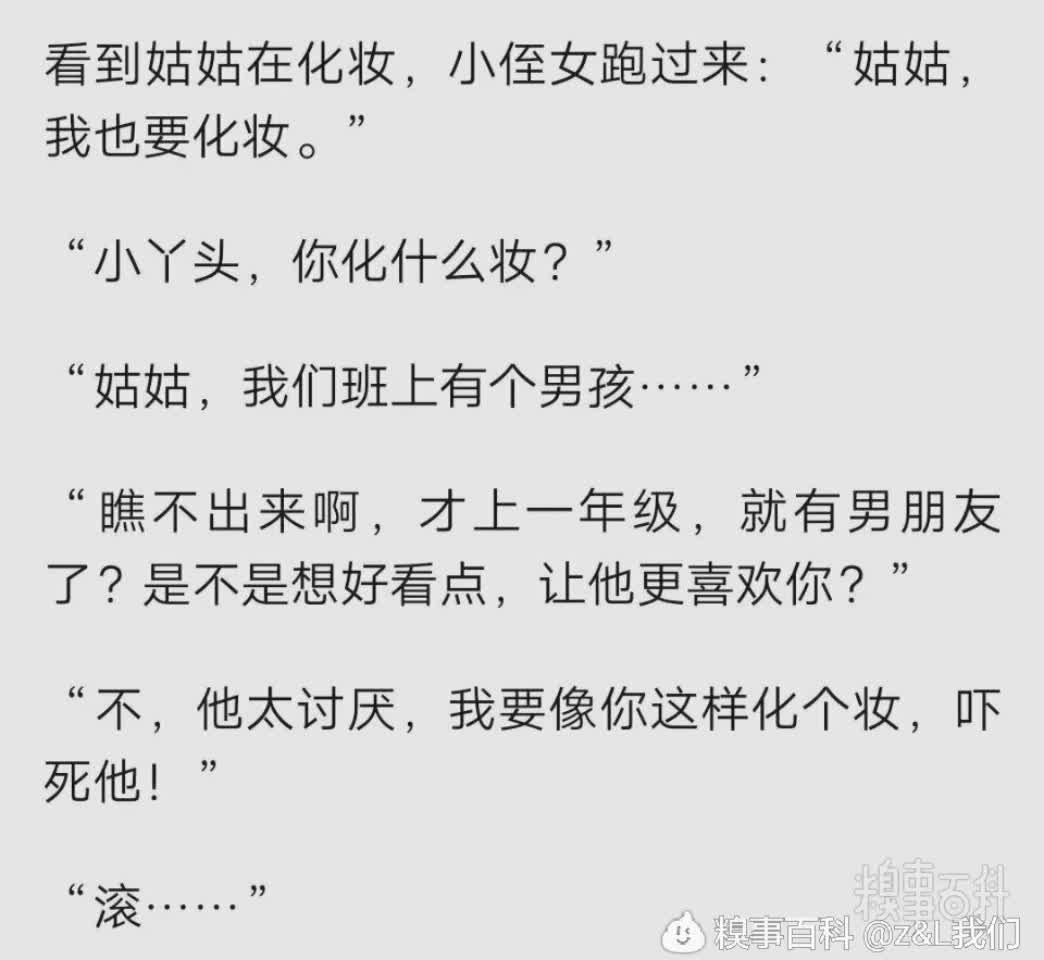 看到姑姑在化妆，小侄女跑过来：“姑姑，
我也要化妆。”
“小丫头，你化什么妆？”
“姑姑，我们班上有个男孩……”
“瞧不出来啊，才上一年级，就有男朋友
了？是不是想好看点，让他更喜欢你？”
“不，他太讨厌，我要像你这样化个妆，吓
死他！”
“滚……”
糗事百科
糗事百科 @z&L我们